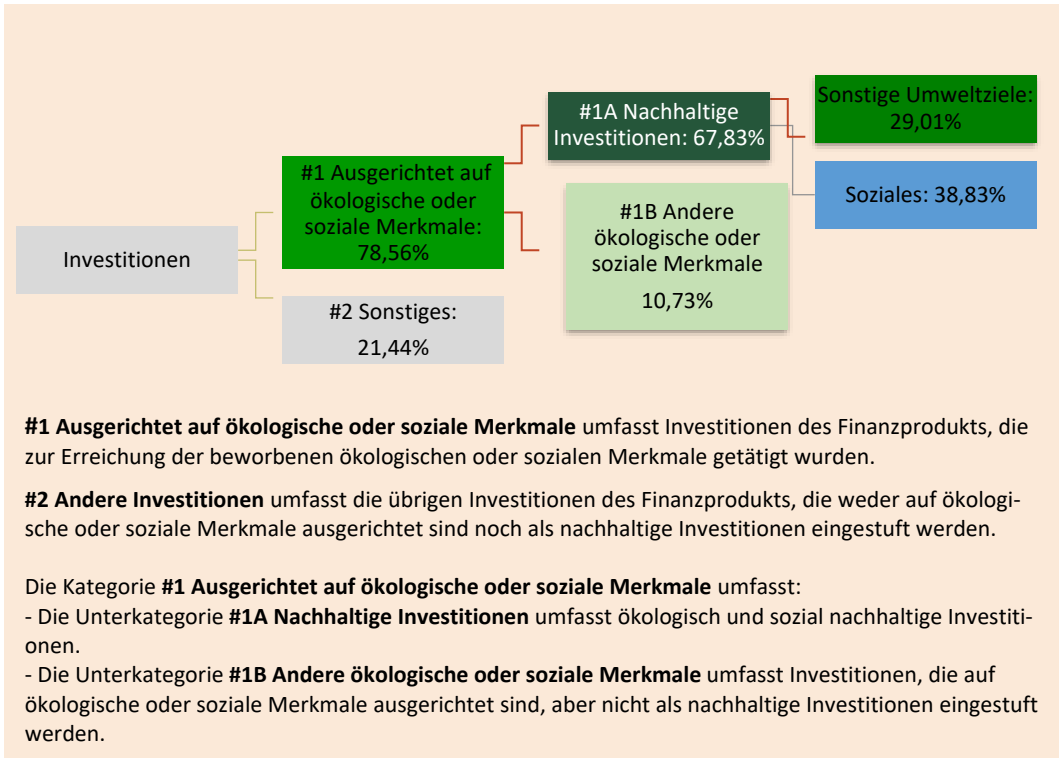 Investitionen
#1 Ausgerichtet auf
ökologische oder
soziale Merkmale:
78,56%
#2 Sonstiges:
21,44%
#1A Nachhaltige
Investitionen: 67,83%
#1B Andere
ökologische oder
soziale Merkmale
10,73%
Sonstige Umweltziele:
29,01%
Soziales: 38,83%
#1 Ausgerichtet auf ökologische oder soziale Merkmale umfasst Investitionen des Finanzprodukts, die
zur Erreichung der beworbenen ökologischen oder sozialen Merkmale getätigt wurden.
#2 Andere Investitionen umfasst die übrigen Investitionen des Finanzprodukts, die weder auf ökologi-
sche oder soziale Merkmale ausgerichtet sind noch als nachhaltige Investitionen eingestuft werden.
Die Kategorie #1 Ausgerichtet auf ökologische oder soziale Merkmale umfasst:
- Die Unterkategorie #1A Nachhaltige Investitionen umfasst ökologisch und sozial nachhaltige Investiti-
onen.
- Die Unterkategorie #1B Andere ökologische oder soziale Merkmale umfasst Investitionen, die auf
ökologische oder soziale Merkmale ausgerichtet sind, aber nicht als nachhaltige Investitionen eingestuft
werden.